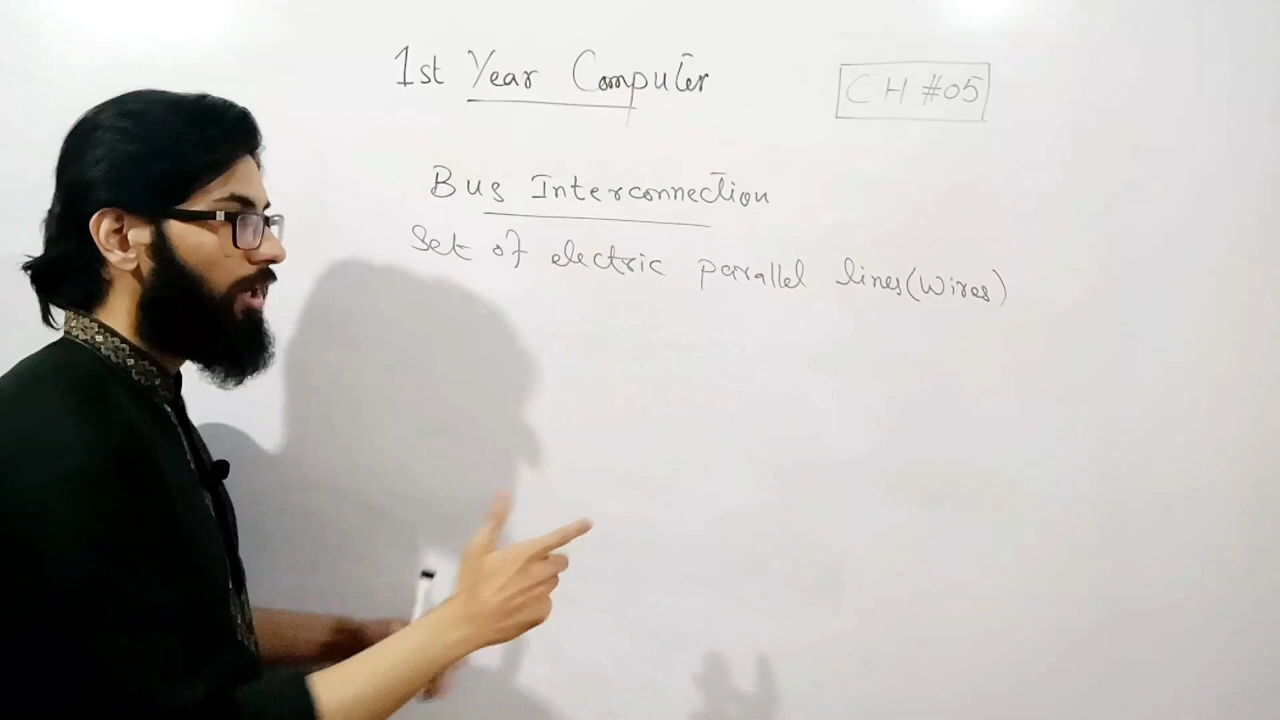 1st Year Computer
CH #05
Bus Interconnection
Set of electric parallel lines(Wires)